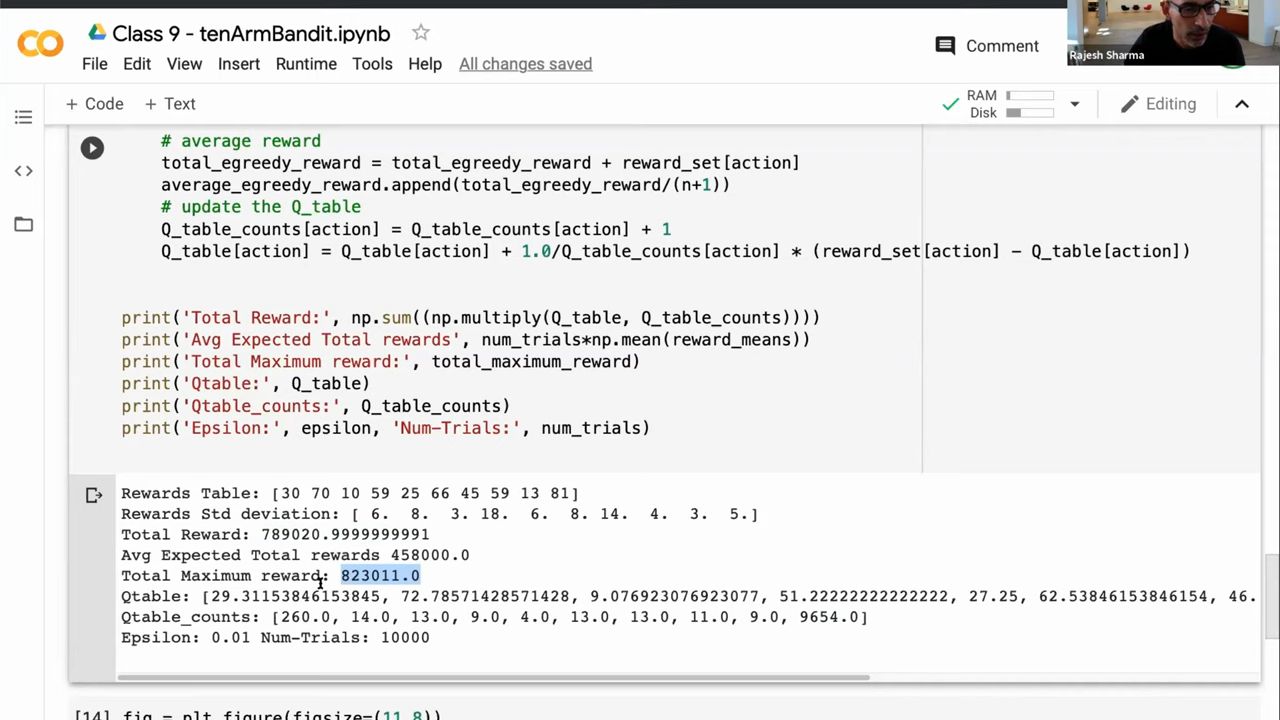 Class 9 - tenArmBandit.ipynb
Comment
Rajesh Sharma
File Edit View Insert Runtime Tools Help All changes saved
+ Code + Text
RAM
Disk
Editing
# average reward
total_egreedy_reward = total_egreedy_reward + reward_set[action]
average_egreedy_reward.append(total_egreedy_reward/(n+1))
# update the Q_table
Q_table_counts[action] = Q_table_counts[action] + 1
Q_table[action] = Q_table[action] + 1.0/Q_table_counts[action] * (reward_set[action] - Q_table[action])
print('Total Reward:', np.sum((np.multiply(Q_table, Q_table_counts))))
print('Avg Expected Total rewards', num_trials*np.mean(reward_means))
print('Total Maximum reward:', total_maximum_reward)
print('Qtable:', Q_table)
print('Qtable_counts:', Q_table_counts)
print('Epsilon:', epsilon, 'Num-Trials:', num_trials)
Rewards Table: [30 70 10 59 25 66 45 59 13 81]
Rewards Std deviation: [ 6. 8. 3. 18. 6. 8. 14. 4. 3. 5.]
Total Reward: 789020.9999999991
Avg Expected Total rewards 458000.0
Total Maximum reward: 823011.0
Qtable: [29.31153846153845, 72.78571428571428, 9.076923076923077, 51.22222222222222, 27.25, 62.53846153846154, 46.
Qtable_counts: [260.0, 14.0, 13.0, 9.0, 4.0, 13.0, 13.0, 11.0, 9.0, 9654.0]
Epsilon: 0.01 Num-Trials: 10000
[14] fig = plt.figure(figsize=(11,8))